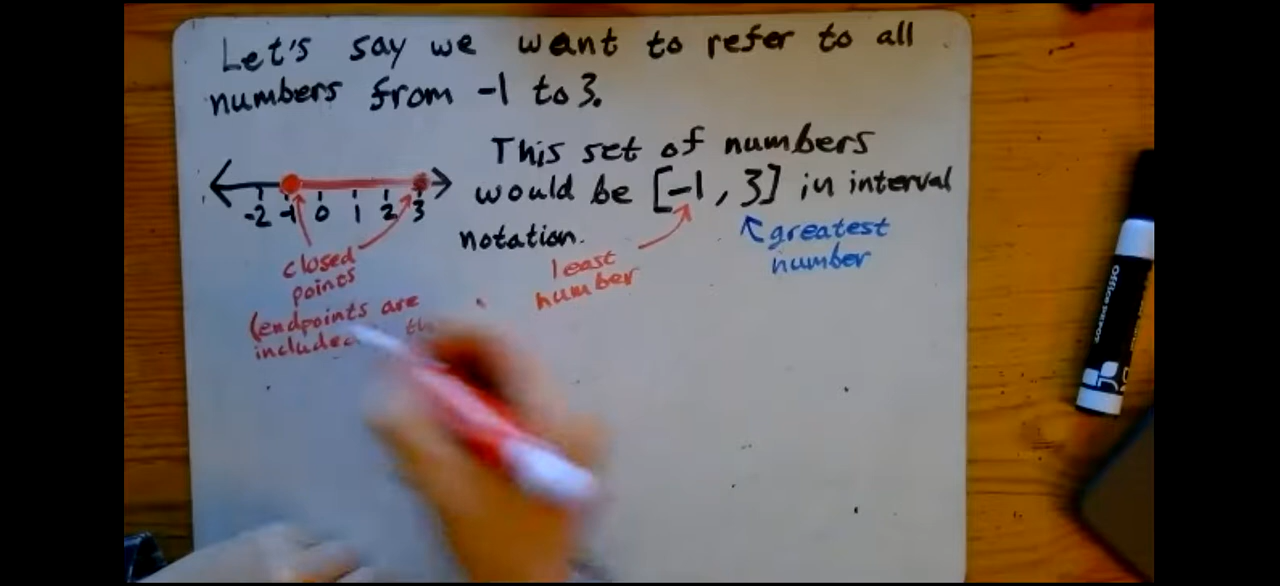 Let's say we want to refer to all
numbers from -1 to 3.
This set of numbers
would be [-1, 3] in interval
notation.
-2 -1 0 1 2 3
closed
points
(endpoints are
included
least
number
greatest
number
Office DEPOT